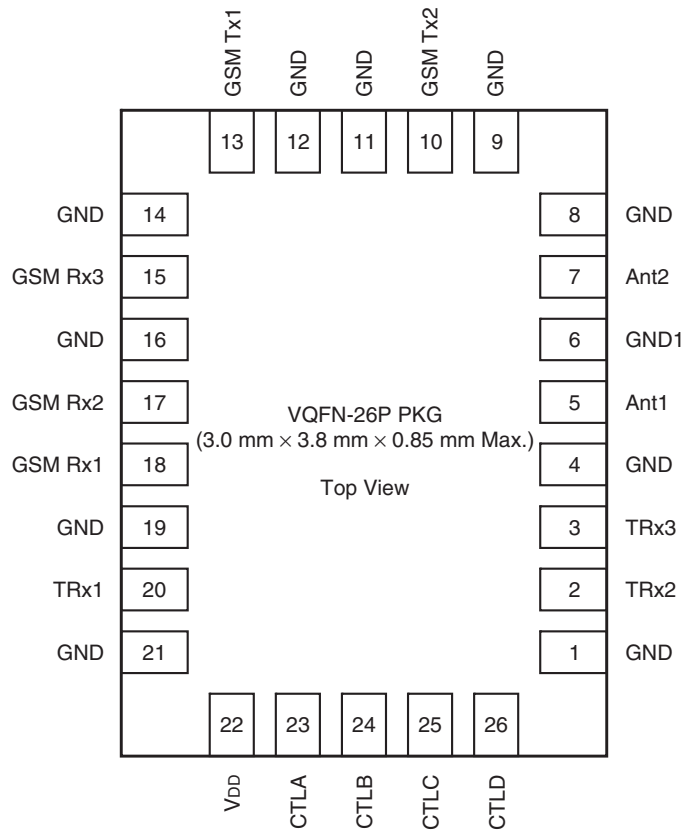 GSM Tx1
GND
GND
GSM Tx2
GND
13
12
11
10
9
GND 14
8 GND
GSM Rx3 15
7 Ant2
GND 16
6 GND1
GSM Rx2 17
5 Ant1
GSM Rx1 18
4 GND
GND 19
3 TRx3
TRx1 20
2 TRx2
GND 21
1 GND
VQFN-26P PKG
(3.0 mm × 3.8 mm × 0.85 mm Max.)
Top View
22
23
24
25
26
VDD
CTLA
CTLB
CTLC
CTLD